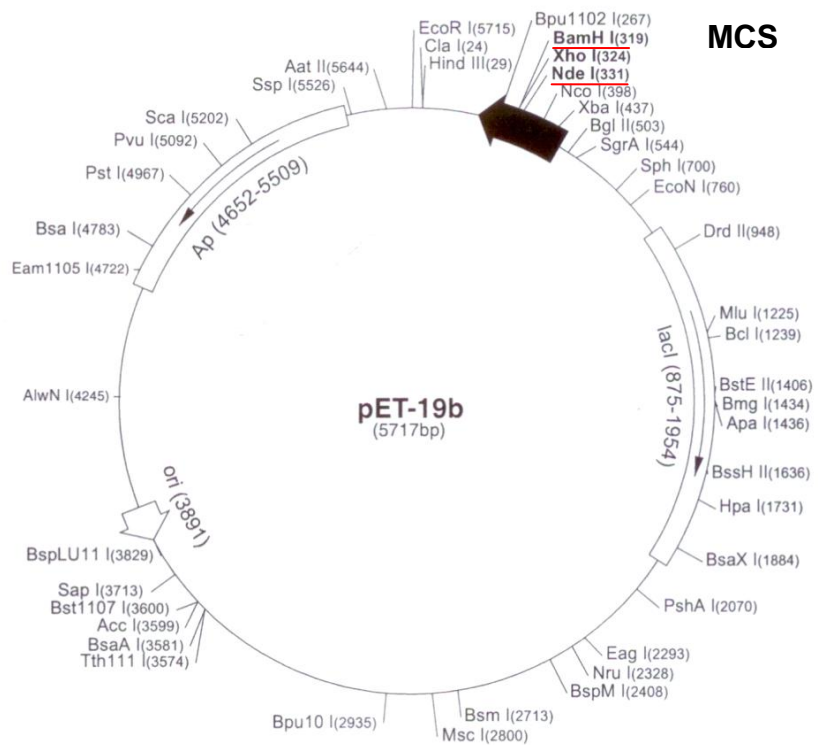 MCS
EcoR I(5715)
Cla I(24)
Hind III(29)
Bpu1102 I(267)
BamH I(319)
Xho I(324)
Nde I(331)
Nco I(398)
Xba I(437)
Bgl II(503)
SgrA I(544)
Sph I(700)
EcoN I(760)
Drd II(948)
Mlu I(1225)
Bcl I(1239)
BstE II(1406)
Bmg I(1434)
Apa I(1436)
BssH II(1636)
Hpa I(1731)
BsaX I(1884)
PshA I(2070)
Eag I(2293)
Nru I(2328)
BspM I(2408)
Bsm I(2713)
Msc I(2800)
Bpu10 I(2935)
Tth111 I(3574)
BsaA I(3581)
Acc I(3599)
Bst1107 I(3600)
Sap I(3713)
BspLU11 I(3829)
AlwN I(4245)
Eam1105 I(4722)
Bsa I(4783)
Pst I(4967)
Pvu I(5092)
Sca I(5202)
Ssp I(5526)
Aat II(5644)
Ap (4652-5509)
lacI (875-1954)
ori (3891)
pET-19b
(5717bp)